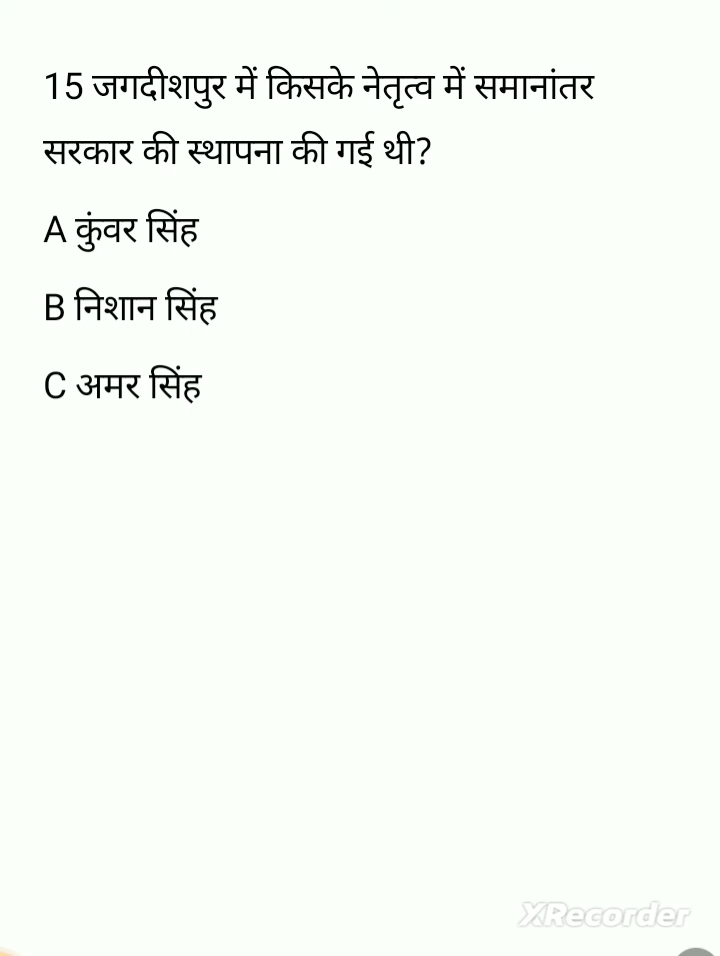 15 जगदीशपुर में किसके नेतृत्व में समानांतर
सरकार की स्थापना की गई थी?
A कुंवर सिंह
B निशान सिंह
C अमर सिंह
XRecorder